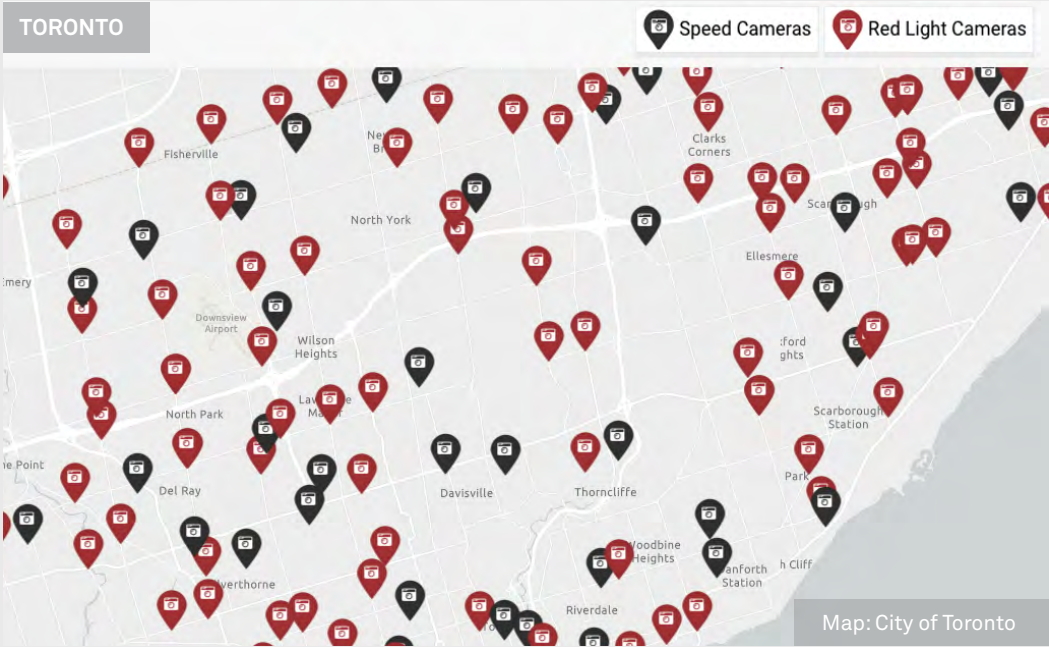 TORONTO
Speed Cameras
Red Light Cameras
Fisherville
Clarks
Corners
North York
Ellesmere
Downsview
Airport
Wilson
Heights
North Park
Scarborough
Station
Del Ray
Davisville
Thorncliffe
Park
Woodbine
Heights
Station
Riverdale
Map: City of Toronto